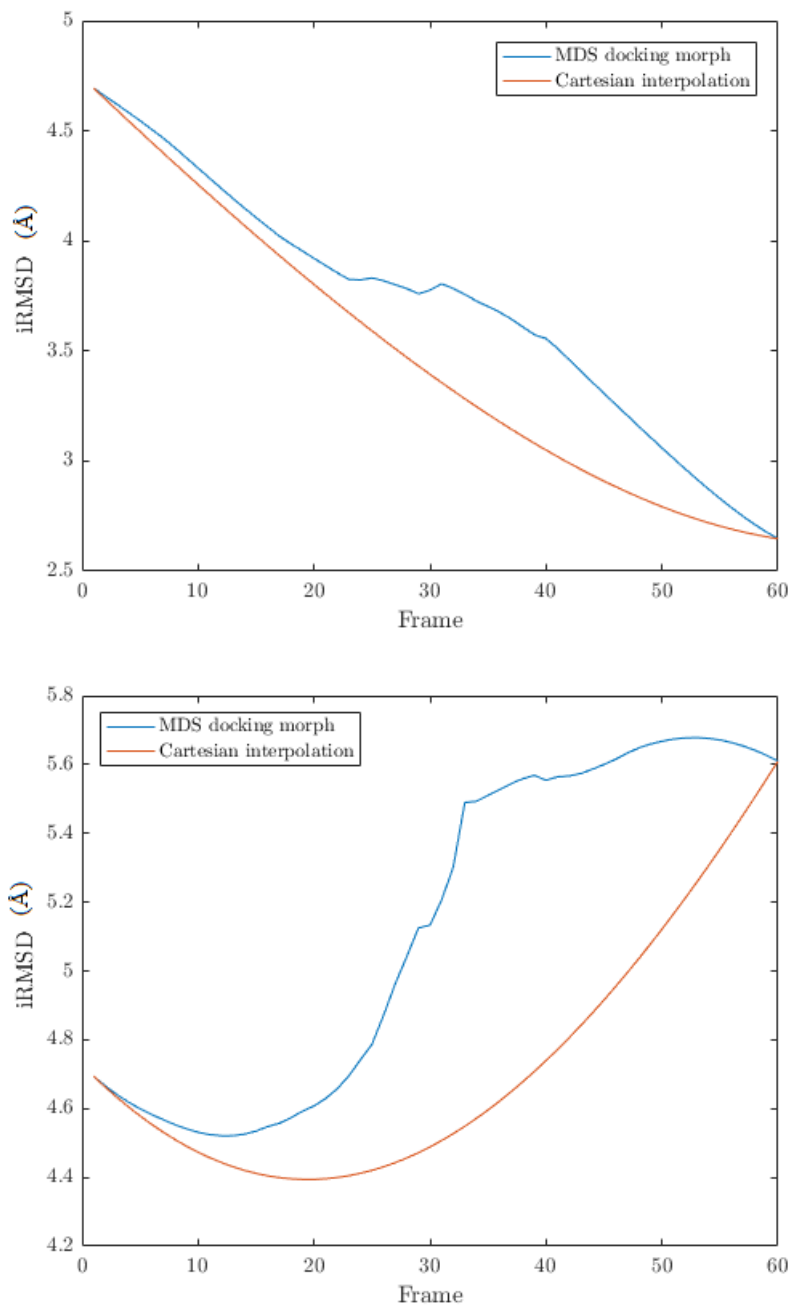 5
4.5
4
3.5
3
2.5
iRMSD (Å)
MDS docking morph
Cartesian interpolation
0 10 20 30 40 50 60
Frame
5.8
5.6
5.4
5.2
5
4.8
4.6
4.4
4.2
iRMSD (Å)
MDS docking morph
Cartesian interpolation
0 10 20 30 40 50 60
Frame